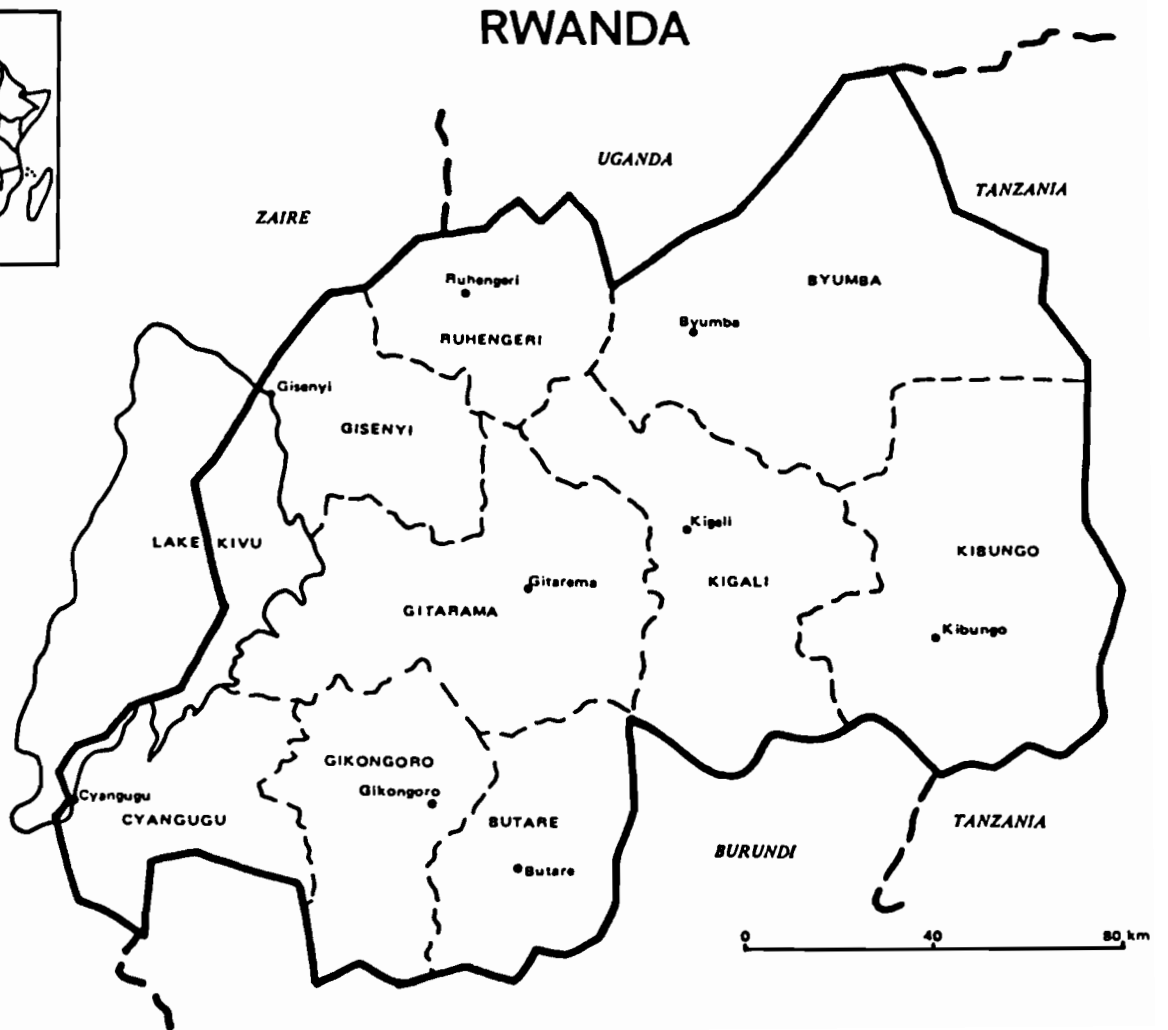 RWANDA
UGANDA
TANZANIA
ZAIRE
Ruhengeri
BYUMBA
Byumba
RUHENGERI
Gisenyi
GISENYI
Kigali
LAKE KIVU
KIBUNGO
Gitarama
KIGALI
GITARAMA
Kibungo
GIKONGORO
Gikongoro
Cyangugu
CYANGUGU
BUTARE
TANZANIA
BURUNDI
Butare
0 40 80 km